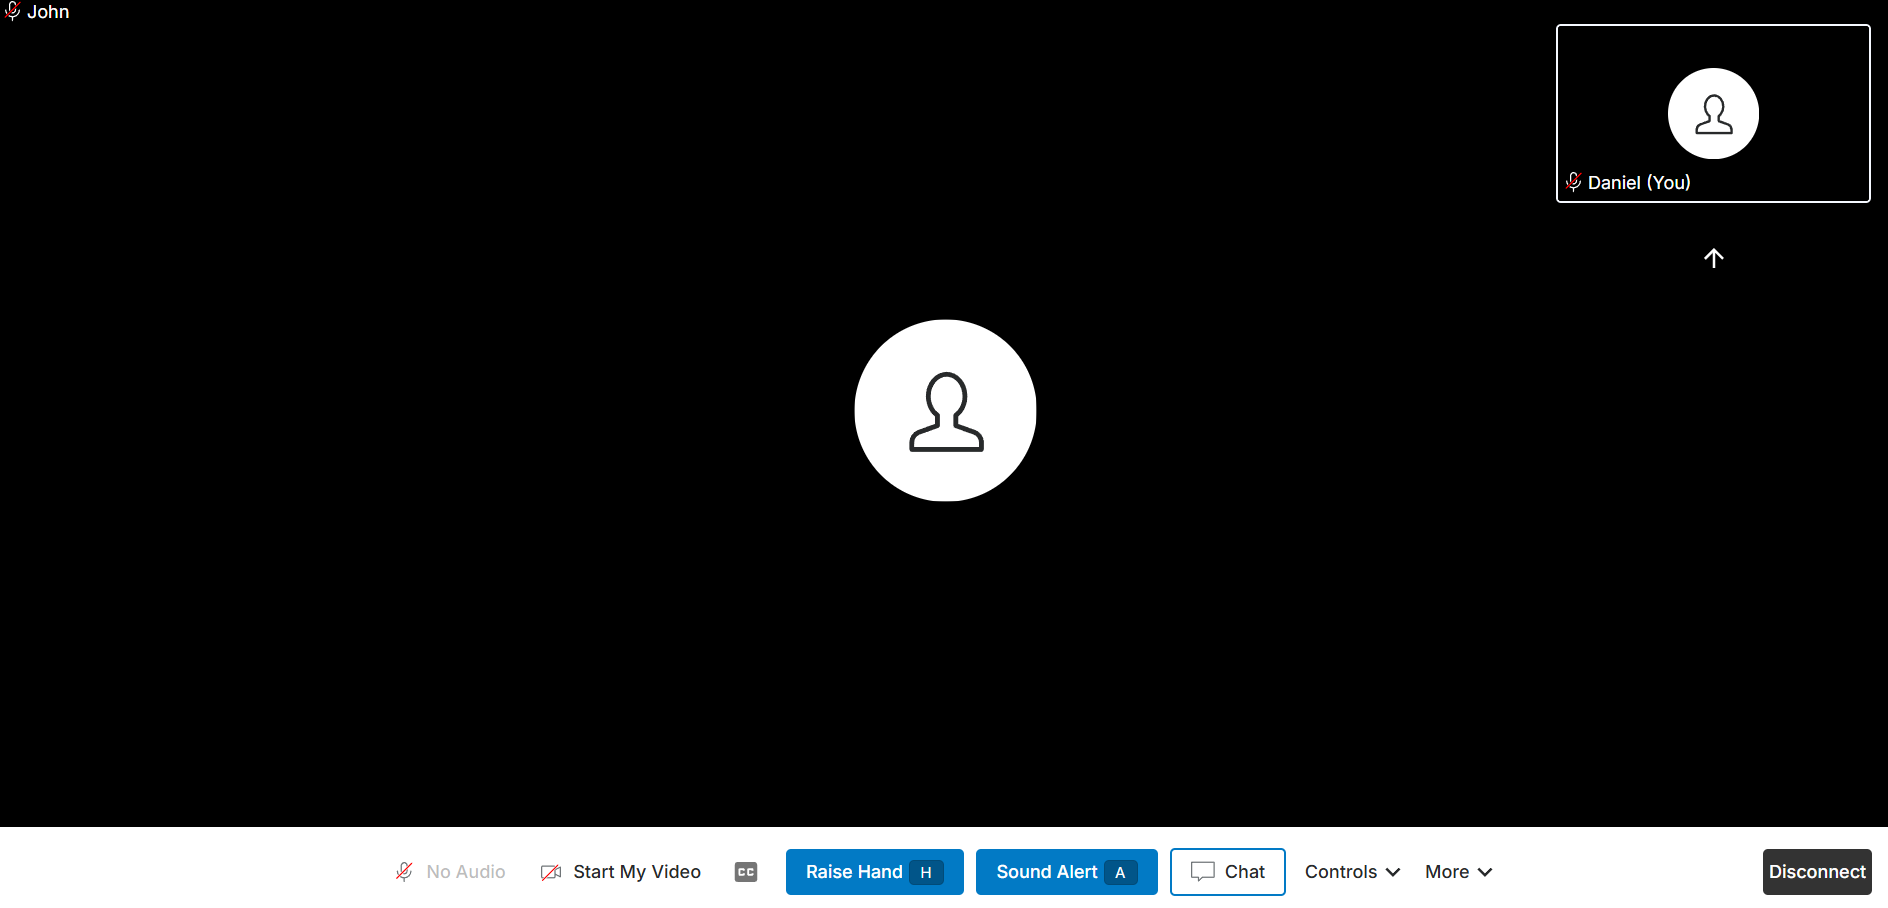 John
Daniel (You)
No Audio
Start My Video
CC
Raise Hand H
Sound Alert A
Chat
Controls
More
Disconnect